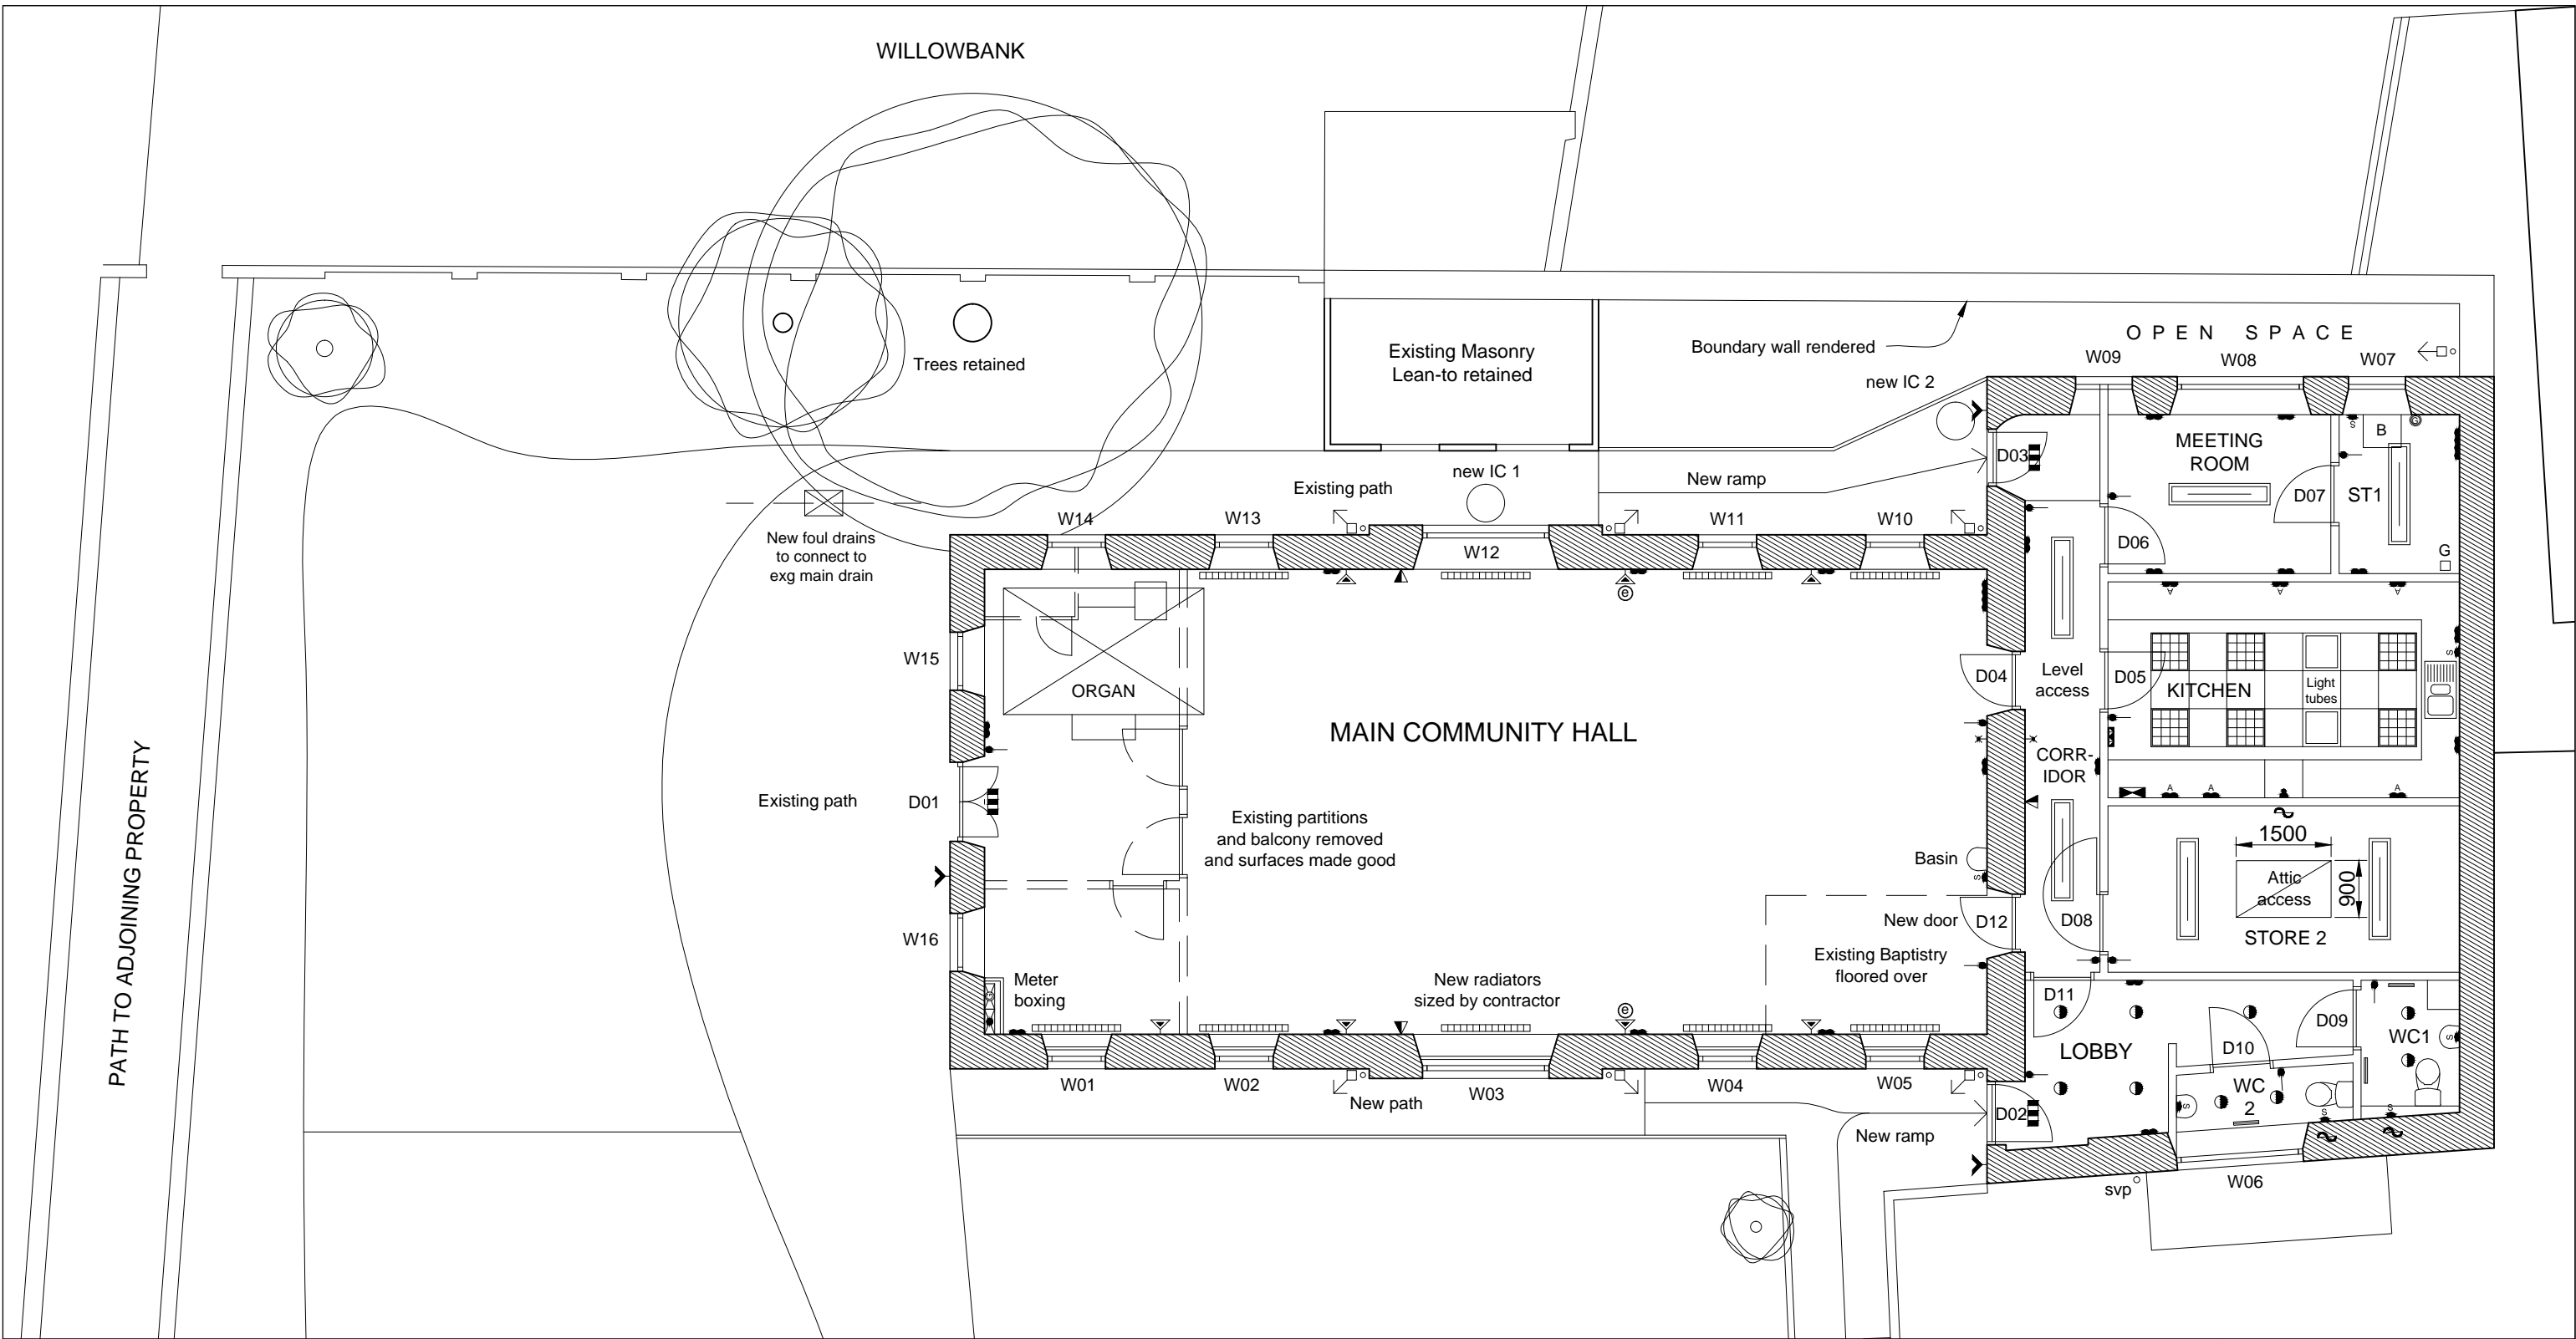 WILLOWBANK
OPEN SPACE
Boundary wall rendered
Existing Masonry
Lean-to retained
Trees retained
W09
W08
W07
new IC 2
B
MEETING
ROOM
D03
new IC 1
New ramp
Existing path
D07
ST1
W14
W13
W11
W10
New foul drains
to connect to
exg main drain
W12
D06
G
e
W15
ORGAN
D04
Level
access
D05
KITCHEN
Light
tubes
MAIN COMMUNITY HALL
CORR-
IDOR
PATH TO ADJOINING PROPERTY
Existing path
D01
Existing partitions
and balcony removed
and surfaces made good
1500
Basin
Attic
access
900
New door
D12
D08
W16
STORE 2
Existing Baptistry
floored over
Meter
boxing
New radiators
sized by contractor
D11
e
D09
WC1
LOBBY
D10
W01
W02
W03
W04
W05
WC
2
New path
D02
New ramp
svp
W06